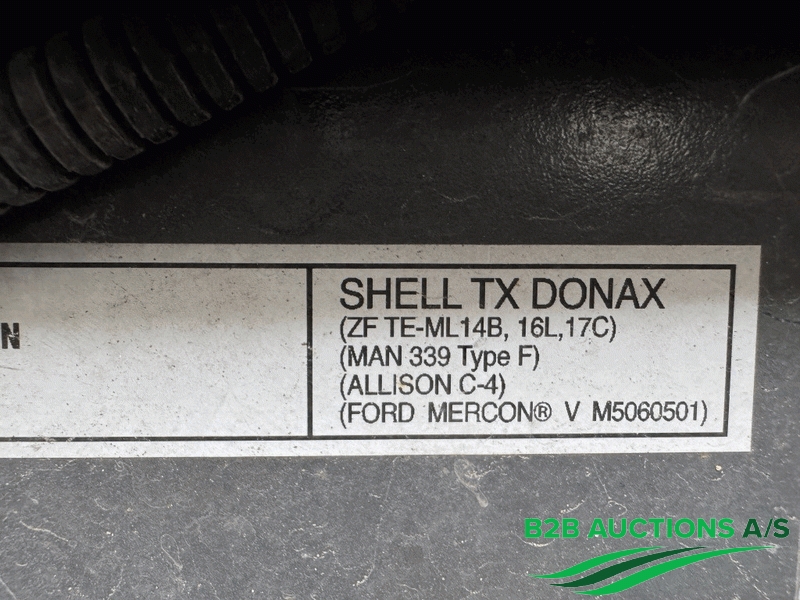 N
SHELL TX DONAX
(ZF TE-ML14B, 16L,17C)
(MAN 339 Type F)
(ALLISON C-4)
(FORD MERCON® V M5060501)
B2B AUCTIONS A/S